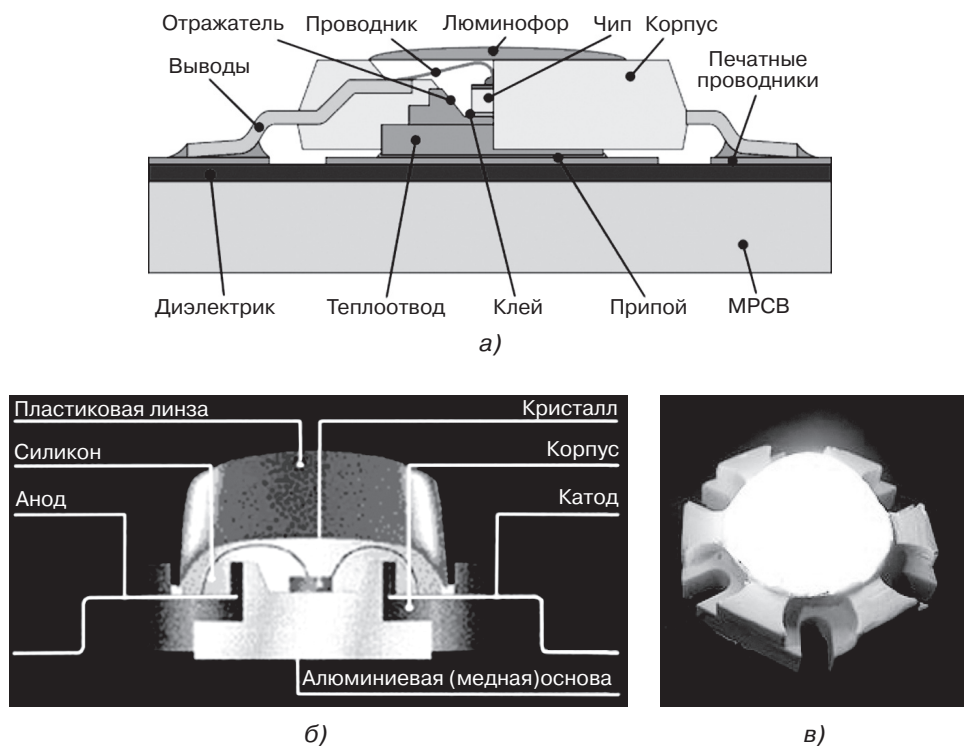 Отражатель Проводник Люминофор Чип Корпус
Выводы
Печатные
проводники
Диэлектрик Теплоотвод Клей Припой МРСВ
а)
Пластиковая линза Кристалл
Силикон Корпус
Анод Катод
Алюминиевая (медная)основа
б) в)